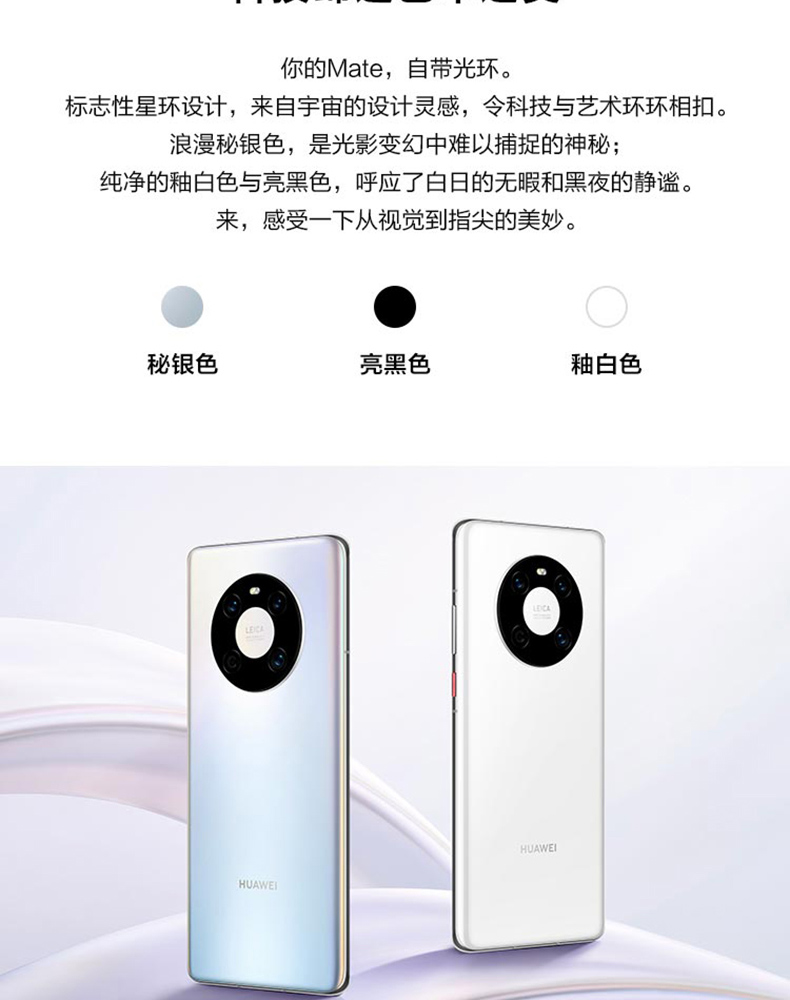 你的Mate，自带光环。
标志性星环设计，来自宇宙的设计灵感，令科技与艺术环环相扣。
浪漫秘银色，是光影变幻中难以捕捉的神秘；
纯净的釉白色与亮黑色，呼应了白日的无暇和黑夜的静谧。
来，感受一下从视觉到指尖的美妙。
秘银色
亮黑色
釉白色
LEICA
LEICA
HUAWEI
HUAWEI